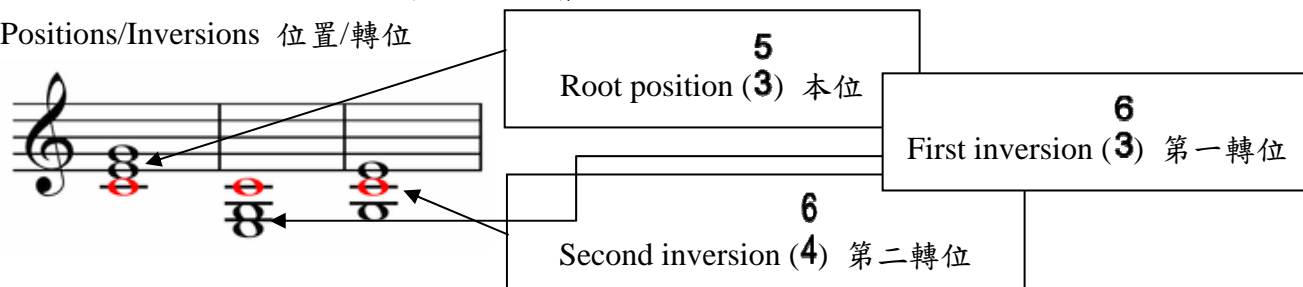 Positions/Inversions 位置/轉位
5
Root position (3) 本位
6
First inversion (3) 第一轉位
6
Second inversion (4) 第二轉位